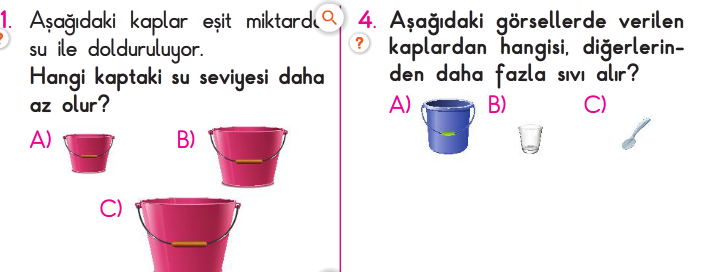 1. Aşağıdaki kaplar eşit miktarda
su ile dolduruluyor.
Hangi kaptaki su seviyesi daha
az olur?
A)
B)
C)
4. Aşağıdaki görsellerde verilen
kaplardan hangisi, diğerlerin-
den daha fazla sıvı alır?
A)
B)
C)